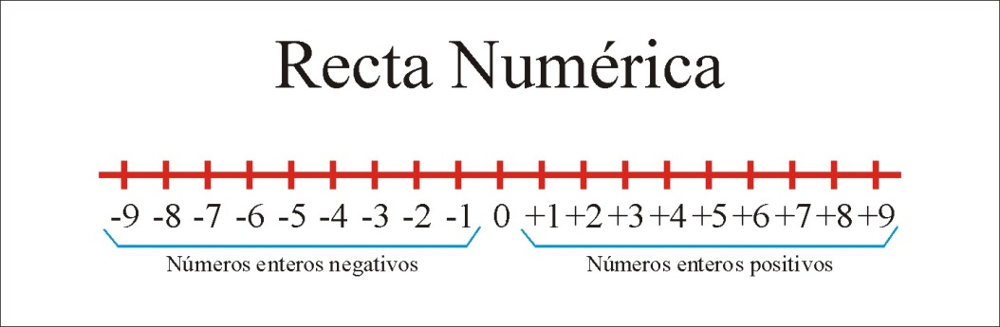 Recta Numérica
-9 -8 -7 -6 -5 -4 -3 -2 -1 0 +1 +2 +3 +4 +5 +6 +7 +8 +9
Números enteros negativos Números enteros positivos